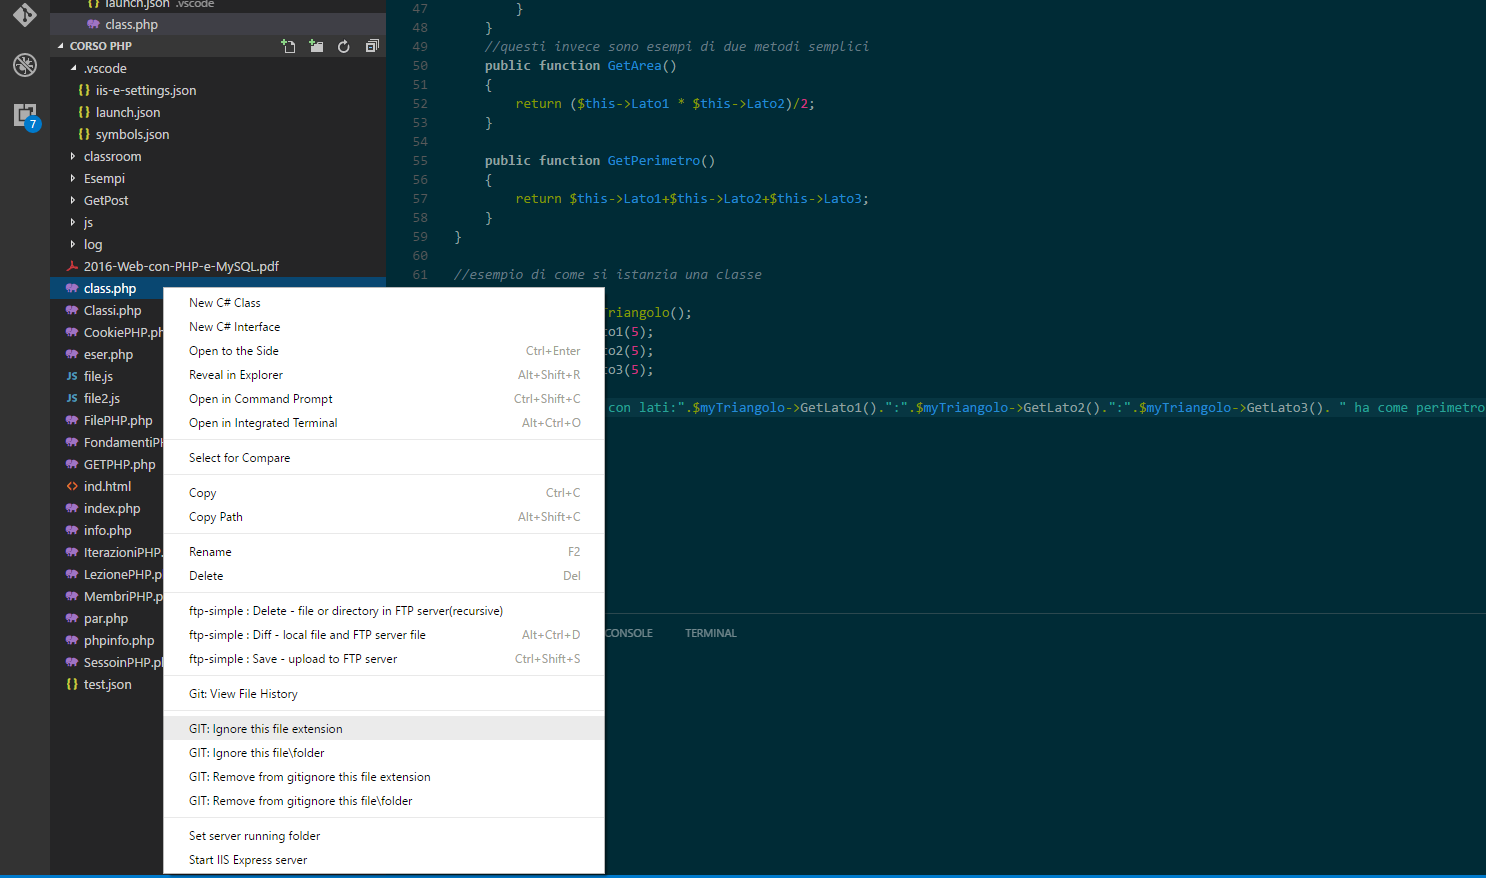 launch.json .vscode
class.php
CORSO PHP
.vscode
iis-e-settings.json
launch.json
symbols.json
classroom
Esempi
GetPost
js
log
2016-Web-con-PHP-e-MySQL.pdf
class.php
Classi.php
CookiePHP.ph
eser.php
file.js
file2.js
FilePHP.php
FondamentiPH
GETPHP.php
ind.html
index.php
info.php
IterazioniPHP.
LezionePHP.p
MembriPHP.p
par.php
phpinfo.php
SessoinPHP.pl
test.json
7
New C# Class
New C# Interface
Open to the Side Ctrl+Enter
Reveal in Explorer Alt+Shift+R
Open in Command Prompt Ctrl+Shift+C
Open in Integrated Terminal Alt+Ctrl+O
Select for Compare
Copy Ctrl+C
Copy Path Alt+Shift+C
Rename F2
Delete Del
ftp-simple : Delete - file or directory in FTP server(recursive)
ftp-simple : Diff - local file and FTP server file Alt+Ctrl+D
ftp-simple : Save - upload to FTP server Ctrl+Shift+S
Git: View File History
GIT: Ignore this file extension
GIT: Ignore this file\folder
GIT: Remove from gitignore this file extension
GIT: Remove from gitignore this file\folder
Set server running folder
Start IIS Express server
47 }
48 }
49 //questi invece sono esempi di due metodi semplici
50 public function GetArea()
51 {
52 return ($this->Lato1 * $this->Lato2)/2;
53 }
54
55 public function GetPerimetro()
56 {
57 return $this->Lato1+$this->Lato2+$this->Lato3;
58 }
59 }
60
61 //esempio di come si istanzia una classe
riangolo();
to1(5);
to2(5);
to3(5);
con lati:".$myTriangolo->GetLato1().":".$myTriangolo->GetLato2().":".$myTriangolo->GetLato3(). " ha come perimetro
CONSOLE TERMINAL